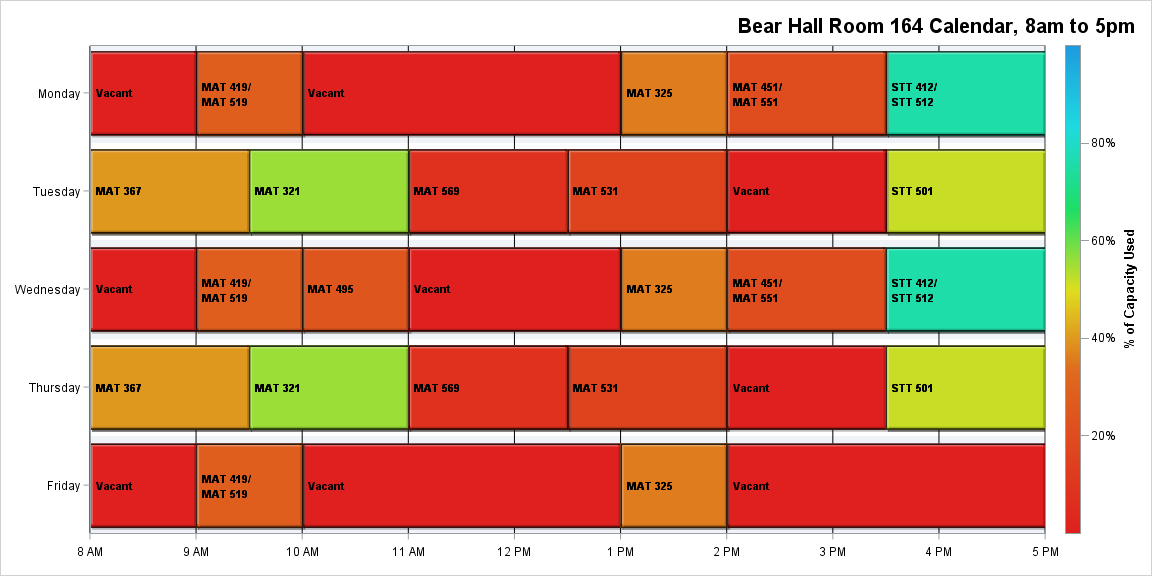 Bear Hall Room 164 Calendar, 8am to 5pm
Monday
Vacant
MAT 419/
MAT 519
Vacant
MAT 325
MAT 451/
MAT 551
STT 412/
STT 512
Tuesday
MAT 367
MAT 321
MAT 569
MAT 531
Vacant
STT 501
Wednesday
Vacant
MAT 419/
MAT 519
MAT 495
Vacant
MAT 325
MAT 451/
MAT 551
STT 412/
STT 512
Thursday
MAT 367
MAT 321
MAT 569
MAT 531
Vacant
STT 501
Friday
Vacant
MAT 419/
MAT 519
Vacant
MAT 325
Vacant
8 AM 9 AM 10 AM 11 AM 12 PM 1 PM 2 PM 3 PM 4 PM 5 PM
80%
60%
40%
20%
% of Capacity Used